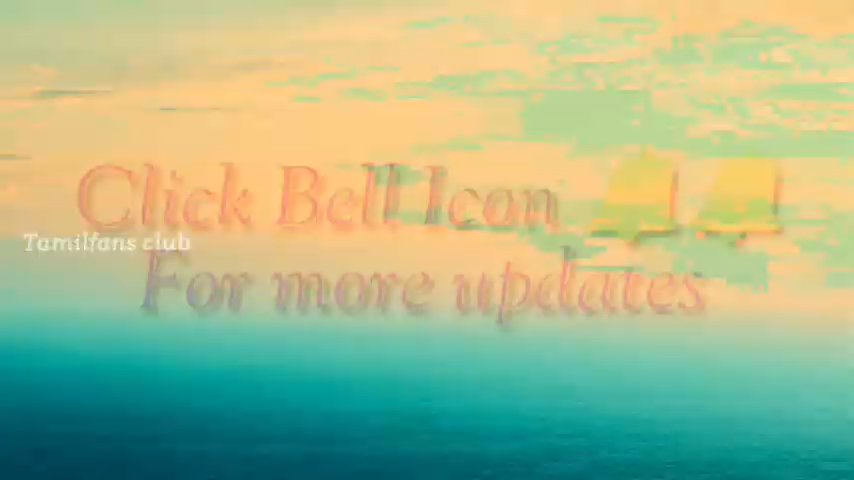 Click Bell Icon 🔔🔔
Tamilfans club
For more updates